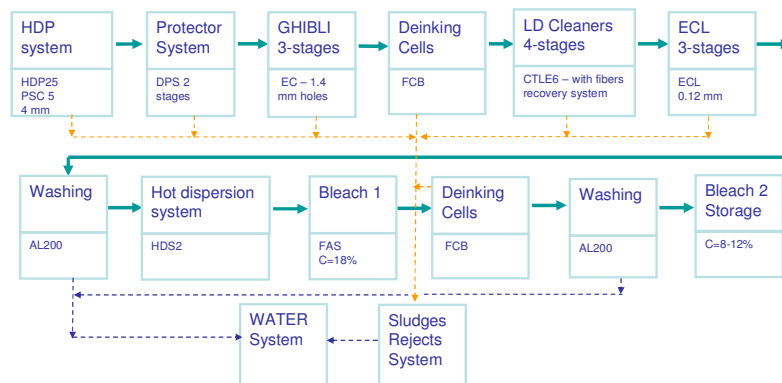 HDP
system
HDP25
PSC 5
4 mm
Protector
System
DPS 2
stages
GHIBLI
3-stages
EC – 1.4
mm holes
Deinking
Cells
FCB
LD Cleaners
4-stages
CTLE6 – with fibers
recovery system
ECL
3-stages
ECL
0.12 mm
Washing
AL200
Hot dispersion
system
HDS2
Bleach 1
FAS
C=18%
Deinking
Cells
FCB
Washing
AL200
Bleach 2
Storage
C=8-12%
WATER
System
Sludges
Rejects
System